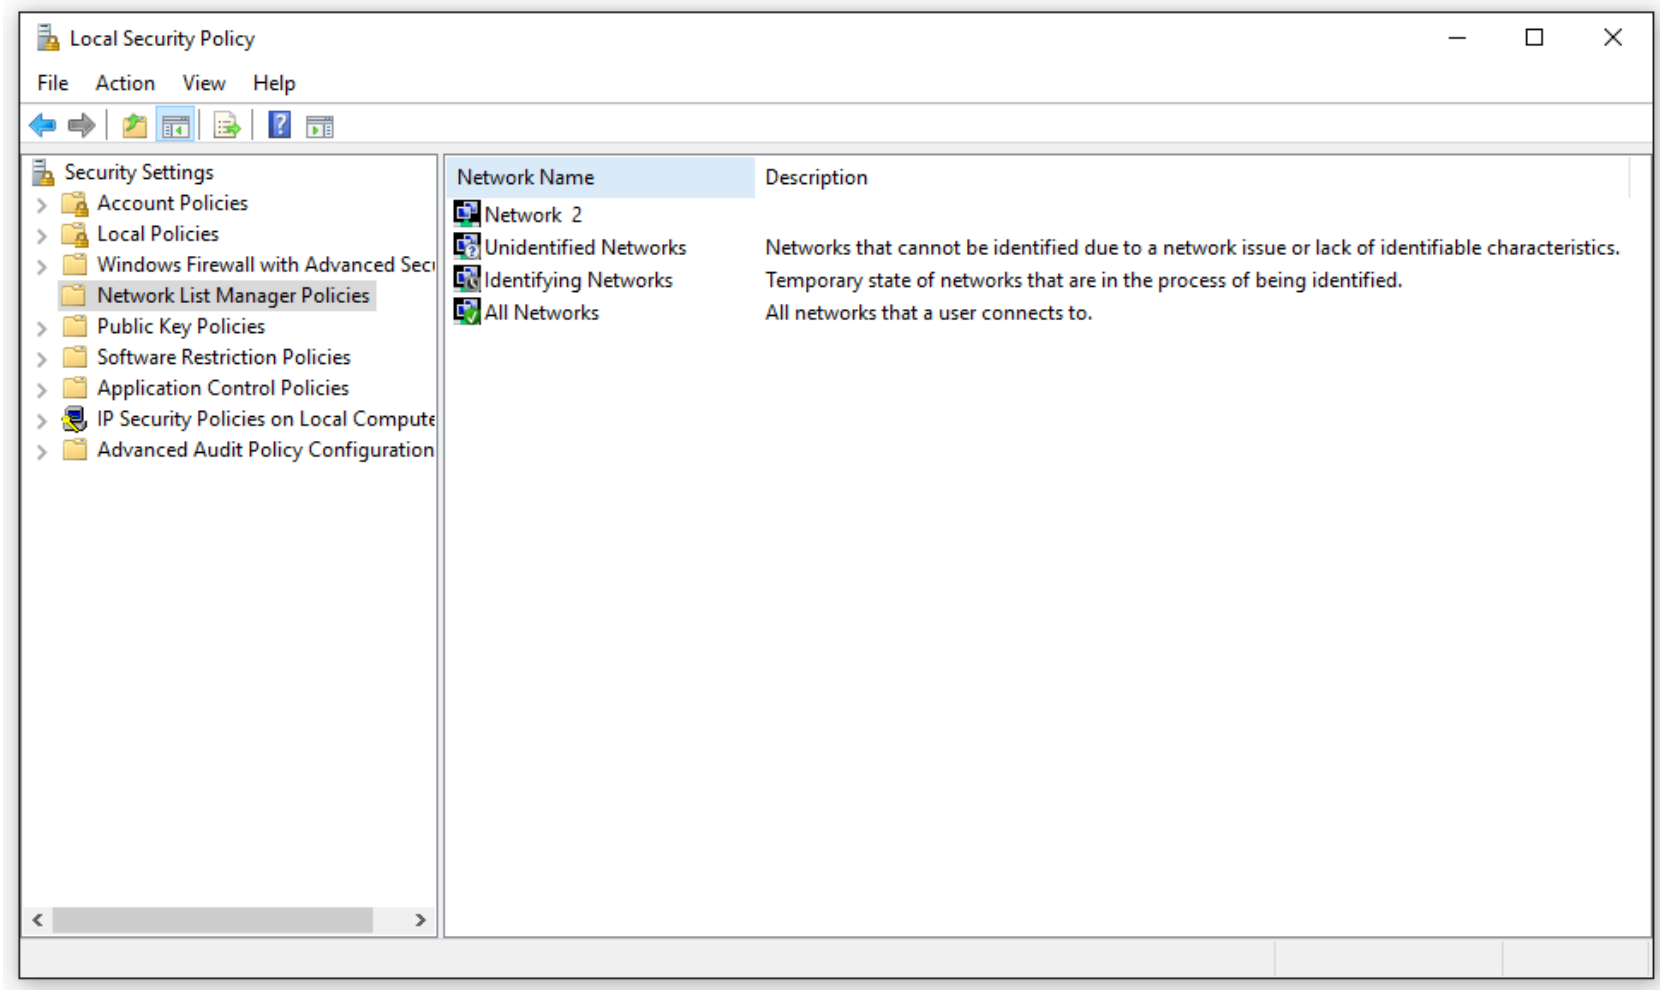 Local Security Policy
File Action View Help
Security Settings
Account Policies
Local Policies
Windows Firewall with Advanced Secu
Network List Manager Policies
Public Key Policies
Software Restriction Policies
Application Control Policies
IP Security Policies on Local Compute
Advanced Audit Policy Configuration
Network Name Description
Network 2
Unidentified Networks Networks that cannot be identified due to a network issue or lack of identifiable characteristics.
Identifying Networks Temporary state of networks that are in the process of being identified.
All Networks All networks that a user connects to.